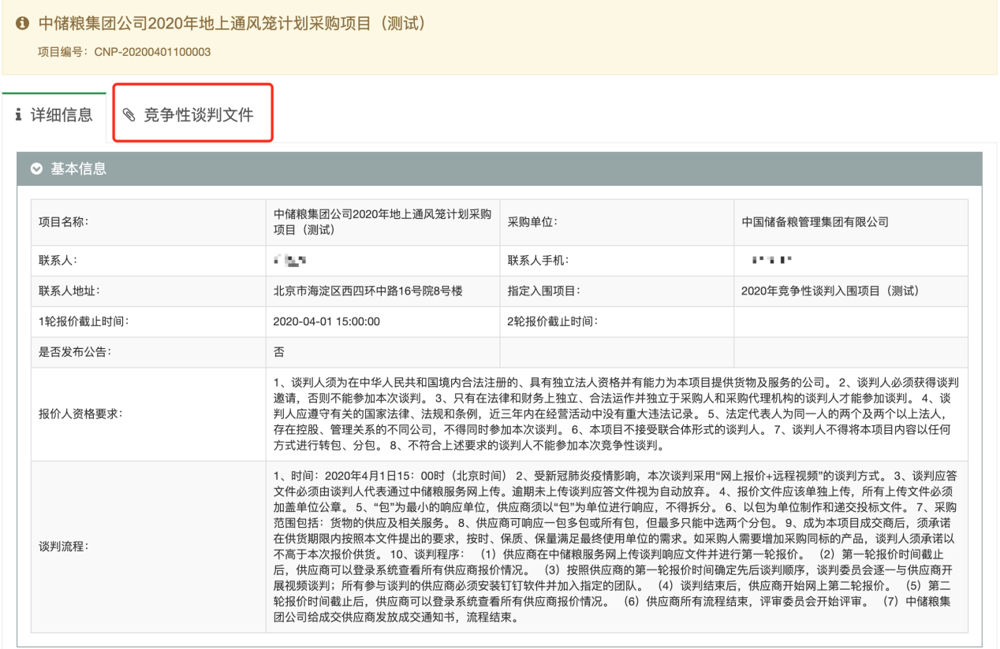 中储粮集团公司2020年地上通风笼计划采购项目（测试）
项目编号：CNP-20200401100003
详细信息
竞争性谈判文件
基本信息
项目名称：
中储粮集团公司2020年地上通风笼计划采购
项目（测试）
采购单位：
中国储备粮管理集团有限公司
联系人：
联系人手机：
联系人地址：
北京市海淀区西四环中路16号院8号楼
指定入围项目：
2020年竞争性谈判入围项目（测试）
1轮报价截止时间：
2020-04-01 15:00:00
2轮报价截止时间：
是否发布公告：
否
报价人资格要求：
1、谈判人须为在中华人民共和国境内合法注册的、具有独立法人资格并有能力为本项目提供货物及服务的公司。 2、谈判人必须获得谈判
邀请，否则不能参加本次谈判。 3、只有在法律和财务上独立、合法运作并独立于采购人和采购代理机构的谈判人才能参加谈判。 4、谈
判人应遵守有关的国家法律、法规和条例，近三年内在经营活动中没有重大违法记录。 5、法定代表人为同一人的两个及两个以上法人，
存在控股、管理关系的不同公司，不得同时参加本次谈判。 6、本项目不接受联合体形式的谈判人。 7、谈判人不得将本项目内容以任何
方式进行转包、分包。 8、不符合上述要求的谈判人不能参加本次竞争性谈判。
谈判流程：
1、时间：2020年4月1日15：00时（北京时间） 2、受新冠肺炎疫情影响，本次谈判采用“网上报价+远程视频”的谈判方式。 3、谈判应答
文件必须由谈判人代表通过中储粮服务网上传。逾期未上传谈判应答文件视为自动放弃。 4、报价文件应该单独上传，所有上传文件必须
加盖单位公章。 5、“包”为最小的响应单位，供应商须以“包”为单位进行响应，不得拆分。 6、以包为单位制作和递交投标文件。 7、采购
范围包括：货物的供应及相关服务。 8、供应商可响应一包多包或所有包，但最多只能中选两个分包。 9、成为本项目成交商后，须承诺
在供货期限内按照本文件提出的要求，按时、保质、保量满足最终使用单位的需求。如采购人需要增加采购同标的产品，谈判人须承诺以
不高于本次报价供货。 10、谈判程序： （1）供应商在中储粮服务网上传谈判响应文件并进行第一轮报价。 （2）第一轮报价时间截止
后，供应商可以登录系统查看所有供应商报价情况。 （3）按照供应商的第一轮报价时间确定先后谈判顺序，谈判委员会逐一与供应商开
展视频谈判；所有参与谈判的供应商必须安装钉钉软件并加入指定的团队。 （4）谈判结束后，供应商开始网上第二轮报价。 （5）第二
轮报价时间截止后，供应商可以登录系统查看所有供应商报价情况。 （6）供应商所有流程结束，评审委员会开始评审。 （7）中储粮集
团公司给成交供应商发放成交通知书，流程结束。